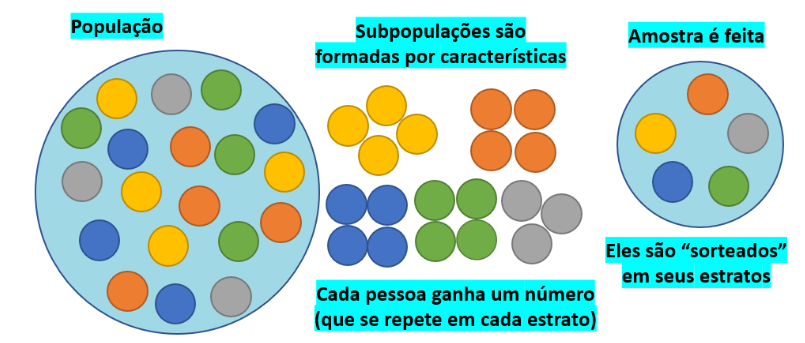 População
Subpopulações são
formadas por características
Amostra é feita
Eles são “sorteados”
em seus estratos
Cada pessoa ganha um número
(que se repete em cada estrato)